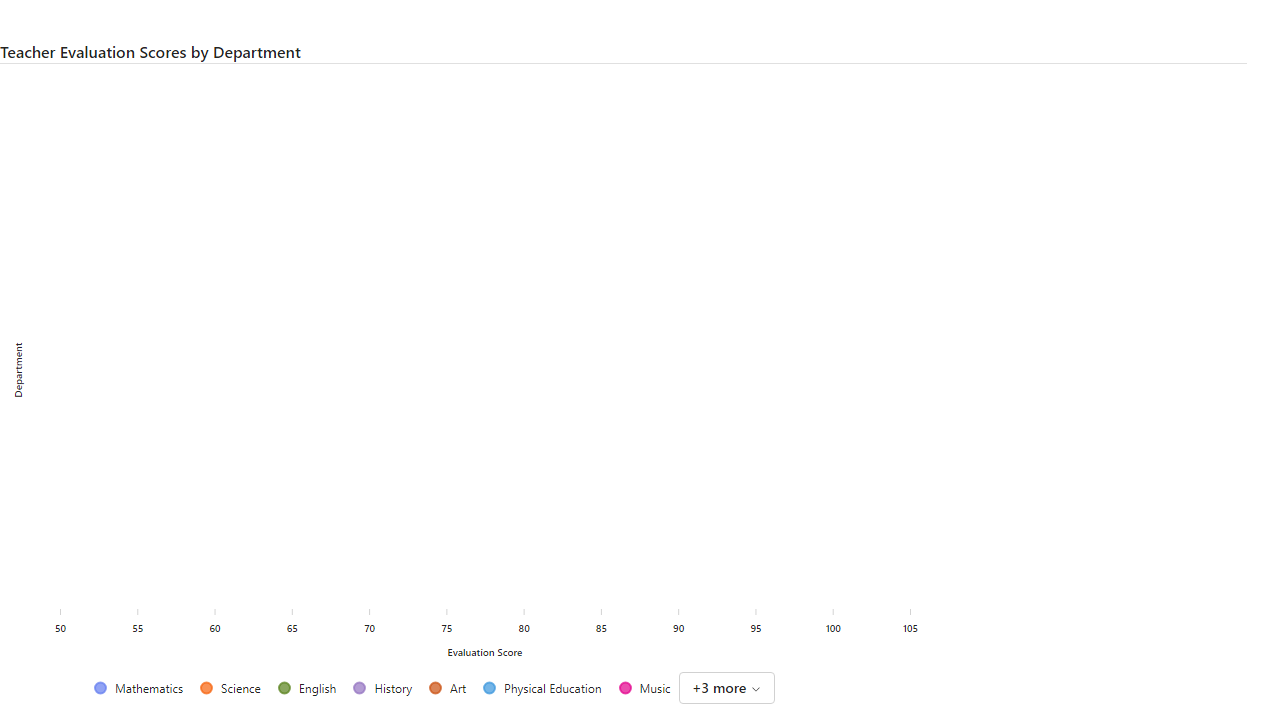 Teacher Evaluation Scores by Department
Department
50 55 60 65 70 75 80 85 90 95 100 105
Evaluation Score
Mathematics Science English History Art Physical Education Music +3 more